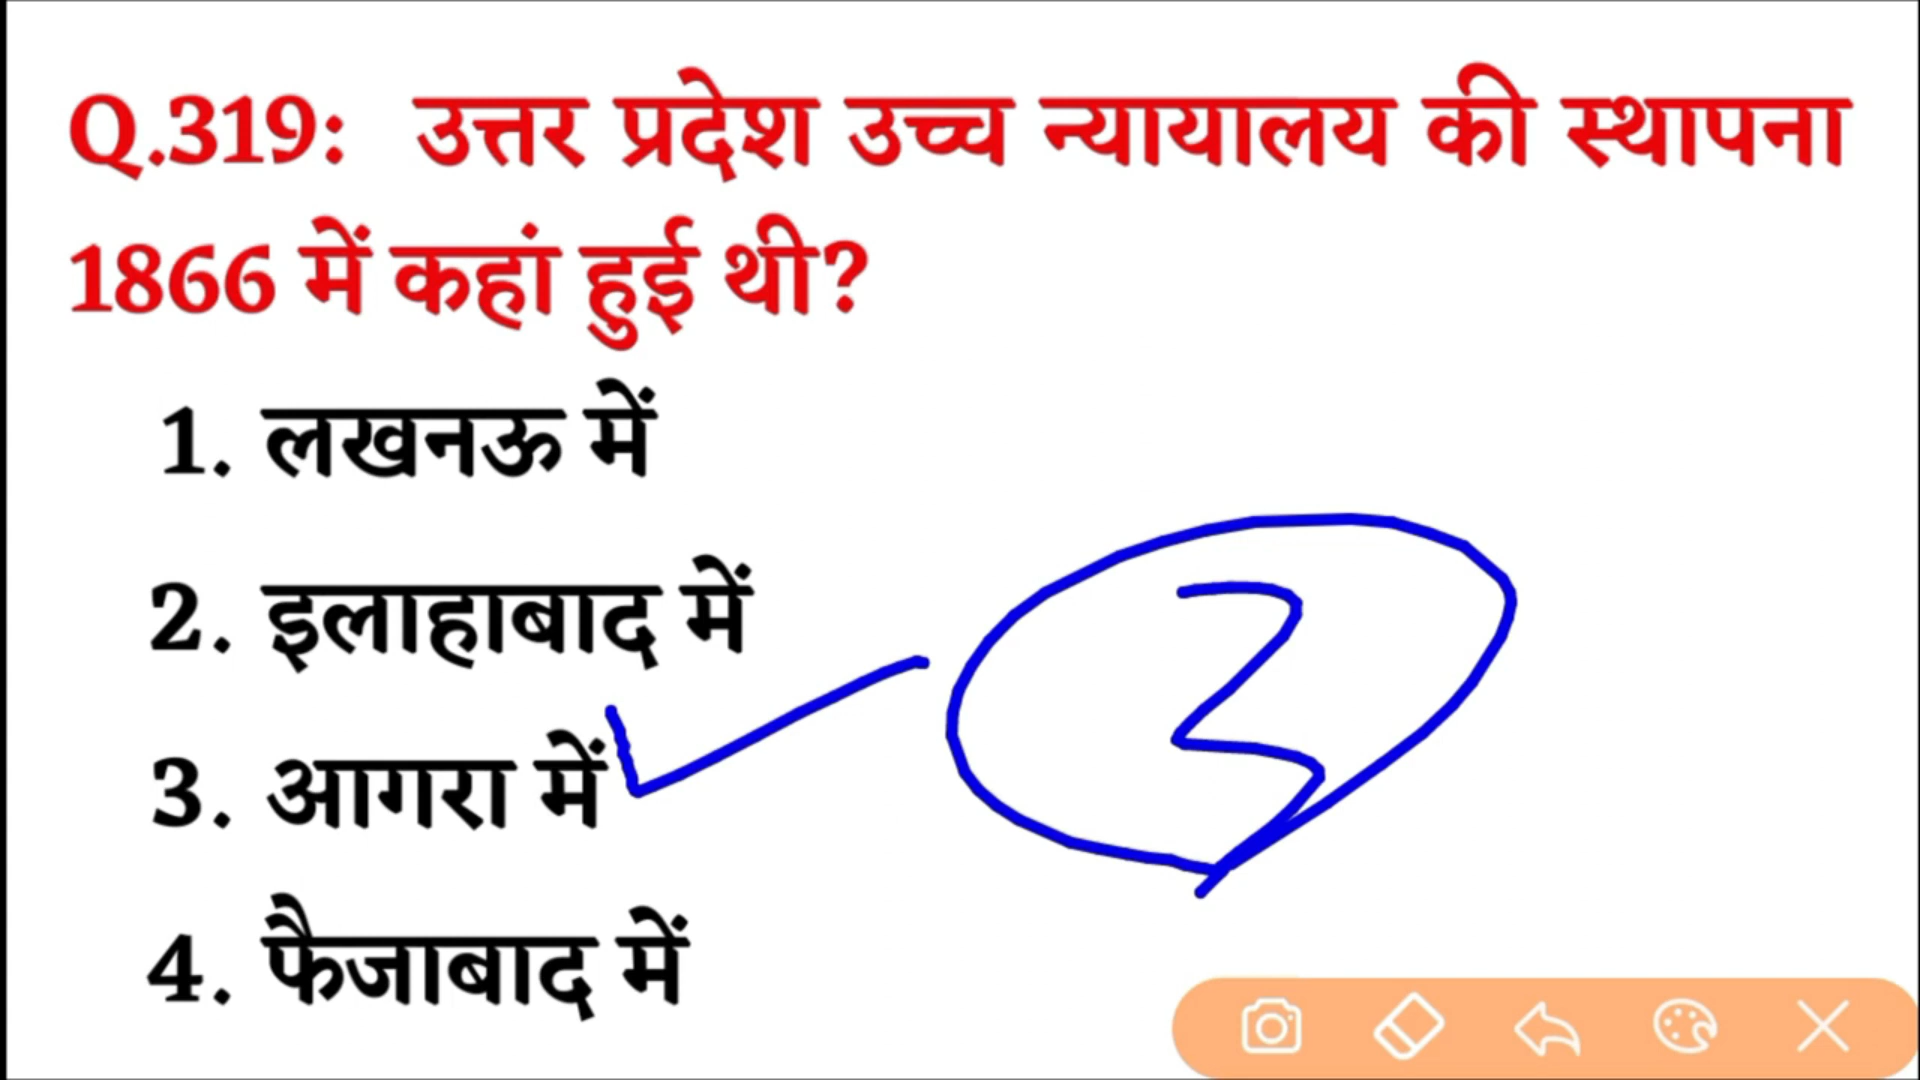 Q.319: उत्तर प्रदेश उच्च न्यायालय की स्थापना
1866 में कहां हुई थी?
1. लखनऊ में
2. इलाहाबाद में
3. आगरा में
3
4. फैजाबाद में